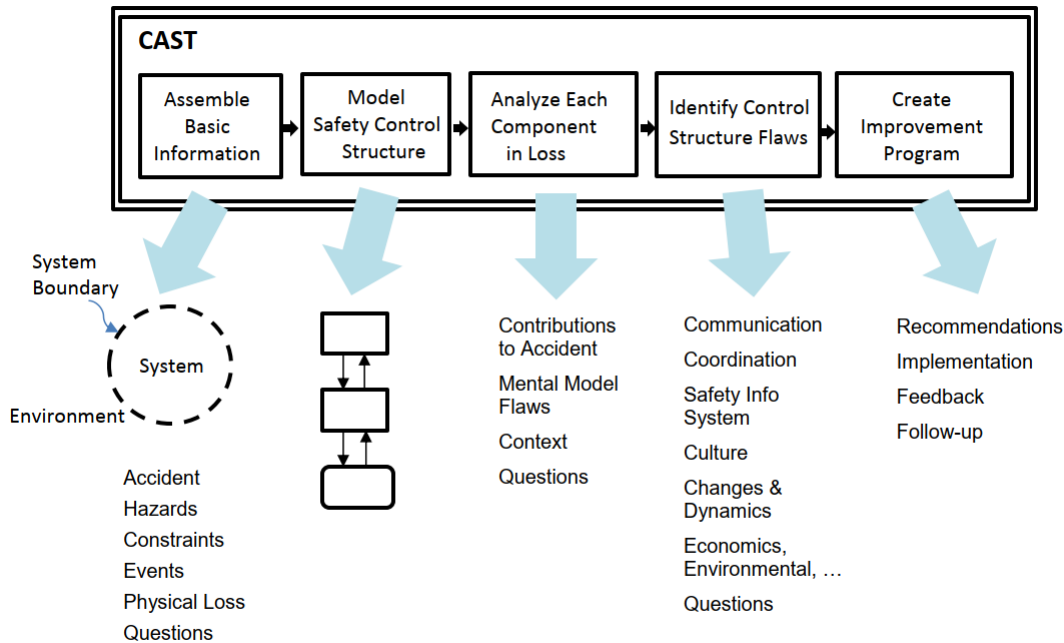 CAST
Assemble
Basic
Information
Model
Safety Control
Structure
Analyze Each
Component
in Loss
Identify Control
Structure Flaws
Create
Improvement
Program
System
Boundary
System
Environment
Accident
Hazards
Constraints
Events
Physical Loss
Questions
Contributions
to Accident
Mental Model
Flaws
Context
Questions
Communication
Coordination
Safety Info
System
Culture
Changes &
Dynamics
Economics,
Environmental, …
Questions
Recommendations
Implementation
Feedback
Follow-up